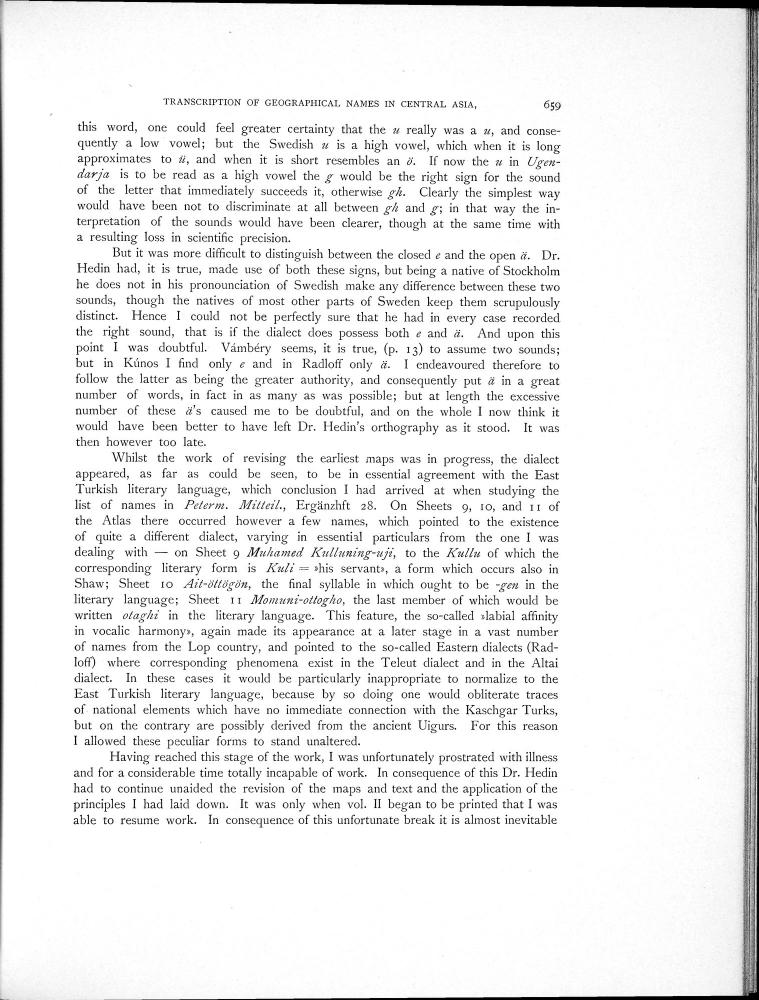 TRANSCRIPTION OF GEOGRAPHICAL NAMES IN CENTRAL ASIA, 659
this word, one could feel greater certainty that the u really was a u, and conse-
quently a low vowel; but the Swedish u is a high vowel, which when it is long
approximates to ü, and when it is short resembles an ö. If now the u in Ugen-
darja is to be read as a high vowel the g would be the right sign for the sound
of the letter that immediately succeeds it, otherwise gh. Clearly the simplest way
would have been not to discriminate at all between gh and g; in that way the in-
terpretation of the sounds would have been clearer, though at the same time with
a resulting loss in scientific precision.
But it was more difficult to distinguish between the closed e and the open ä. Dr.
Hedin had, it is true, made use of both these signs, but being a native of Stockholm
he does not in his pronounciation of Swedish make any difference between these two
sounds, though the natives of most other parts of Sweden keep them scrupulously
distinct. Hence I could not be perfectly sure that he had in every case recorded
the right sound, that is if the dialect does possess both e and ä. And upon this
point I was doubtful. Vámbéry seems, it is true, (p. 13) to assume two sounds;
but in Kúnos I find only e and in Radloff only ä. I endeavoured therefore to
follow the latter as being the greater authority, and consequently put ä in a great
number of words, in fact in as many as was possible; but at length the excessive
number of these ä's caused me to be doubtful, and on the whole I now think it
would have been better to have left Dr. Hedin's orthography as it stood. It was
then however too late.
Whilst the work of revising the earliest maps was in progress, the dialect
appeared, as far as could be seen, to be in essential agreement with the East
Turkish literary language, which conclusion I had arrived at when studying the
list of names in Peterm. Mitteil., Ergänzhft 28. On Sheets 9, 10, and 11 of
the Atlas there occurred however a few names, which pointed to the existence
of quite a different dialect, varying in essential particulars from the one I was
dealing with — on Sheet 9 Muhamed Kulluning-uji, to the Kullu of which the
corresponding literary form is Kuli = »his servant», a form which occurs also in
Shaw; Sheet 10 Ait-öttögön, the final syllable in which ought to be -gen in the
literary language; Sheet 11 Momuni-ottogho, the last member of which would be
written otaghi in the literary language. This feature, the so-called »labial affinity
in vocalic harmony», again made its appearance at a later stage in a vast number
of names from the Lop country, and pointed to the so-called Eastern dialects (Rad-
loff) where corresponding phenomena exist in the Teleut dialect and in the Altai
dialect. In these cases it would be particularly inappropriate to normalize to the
East Turkish literary language, because by so doing one would obliterate traces
of national elements which have no immediate connection with the Kaschgar Turks,
but on the contrary are possibly derived from the ancient Uigurs. For this reason
I allowed these peculiar forms to stand unaltered.
Having reached this stage of the work, I was unfortunately prostrated with illness
and for a considerable time totally incapable of work. In consequence of this Dr. Hedin
had to continue unaided the revision of the maps and text and the application of the
principles I had laid down. It was only when vol. II began to be printed that I was
able to resume work. In consequence of this unfortunate break it is almost inevitable